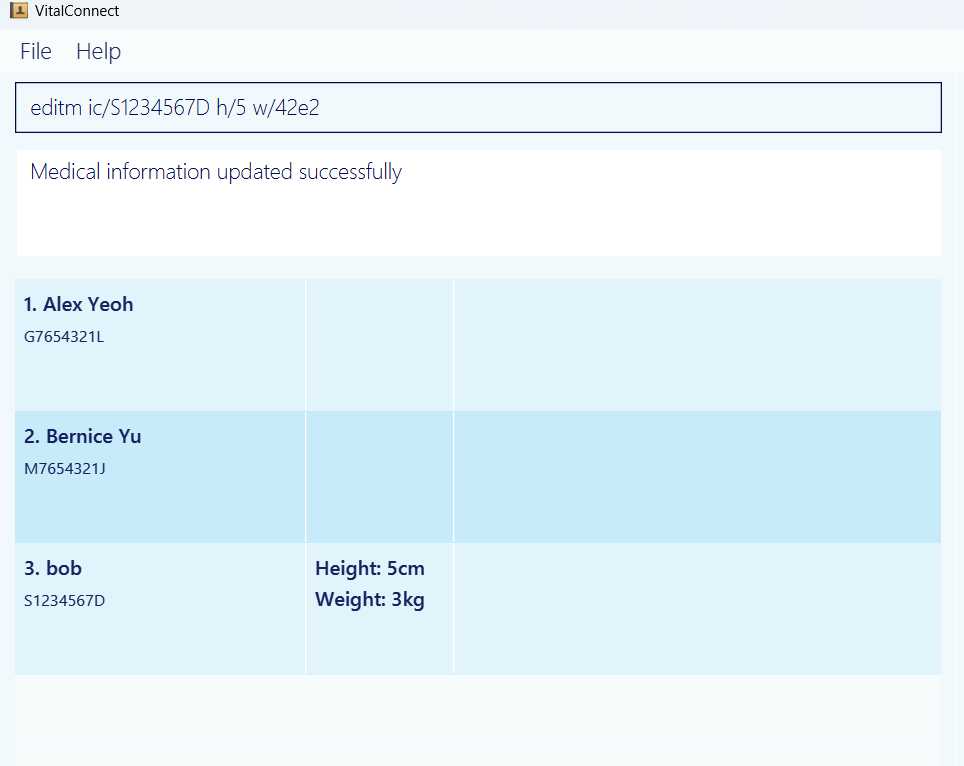 VitalConnect
File Help
editm ic/S1234567D h/5 w/42e2
Medical information updated successfully
1. Alex Yeoh
G7654321L
2. Bernice Yu
M7654321J
3. bob
S1234567D
Height: 5cm
Weight: 3kg